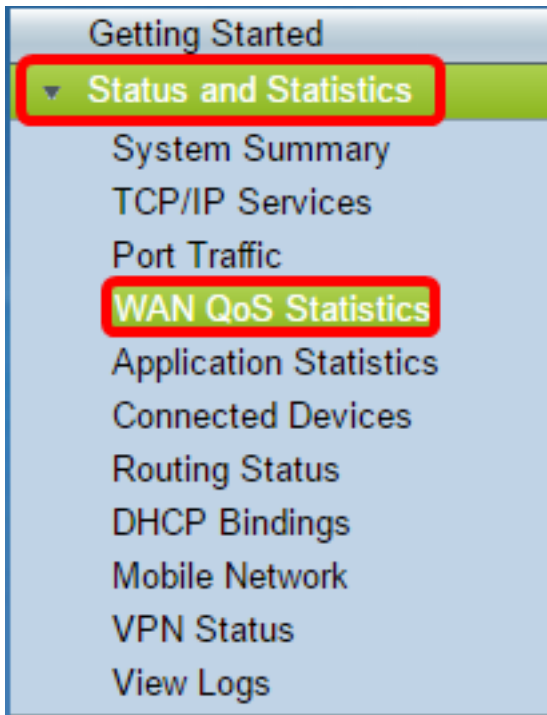 Getting Started
Status and Statistics
System Summary
TCP/IP Services
Port Traffic
WAN QoS Statistics
Application Statistics
Connected Devices
Routing Status
DHCP Bindings
Mobile Network
VPN Status
View Logs